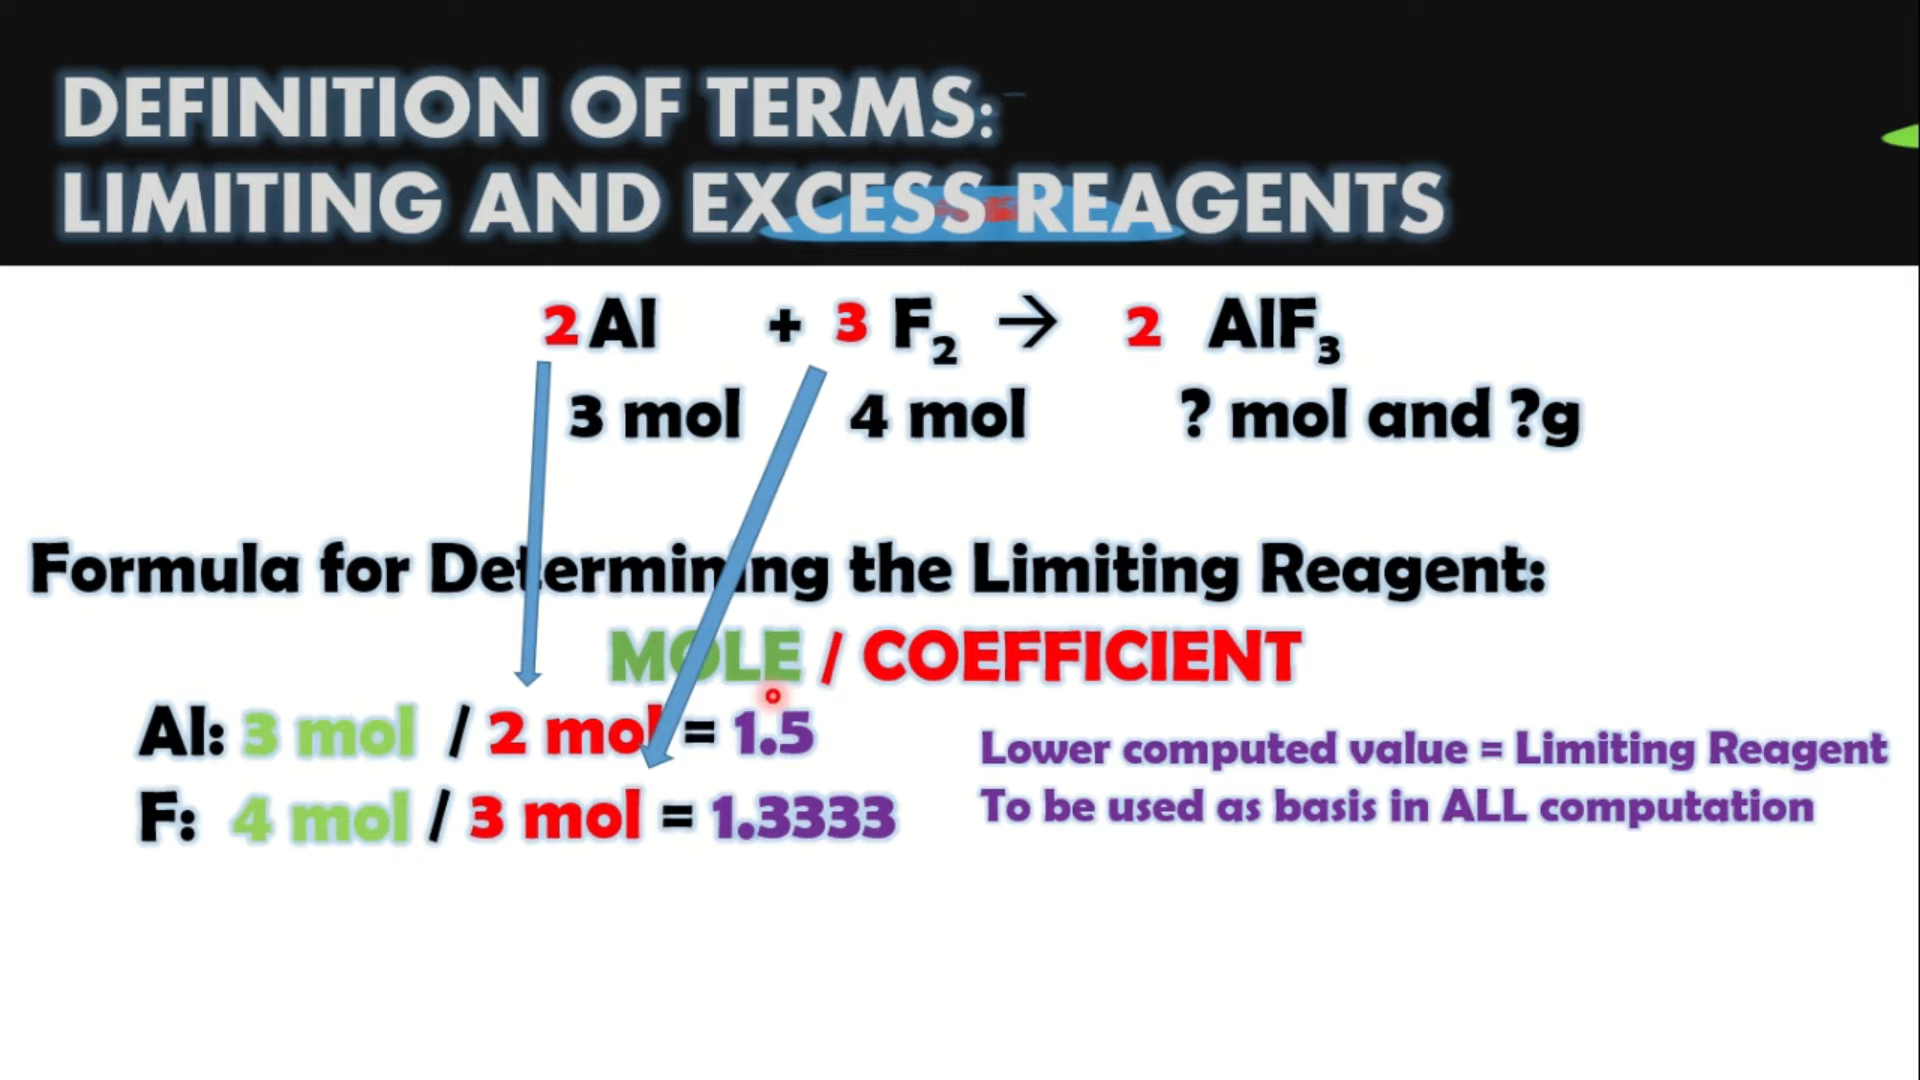 DEFINITION OF TERMS:
LIMITING AND EXCESS REAGENTS
2 Al + 3 F₂ → 2 AlF₃
3 mol 4 mol ? mol and ?g
Formula for Determining the Limiting Reagent:
MOLE / COEFFICIENT
Al: 3 mol / 2 mol = 1.5
F: 4 mol / 3 mol = 1.3333
Lower computed value = Limiting Reagent
To be used as basis in ALL computation